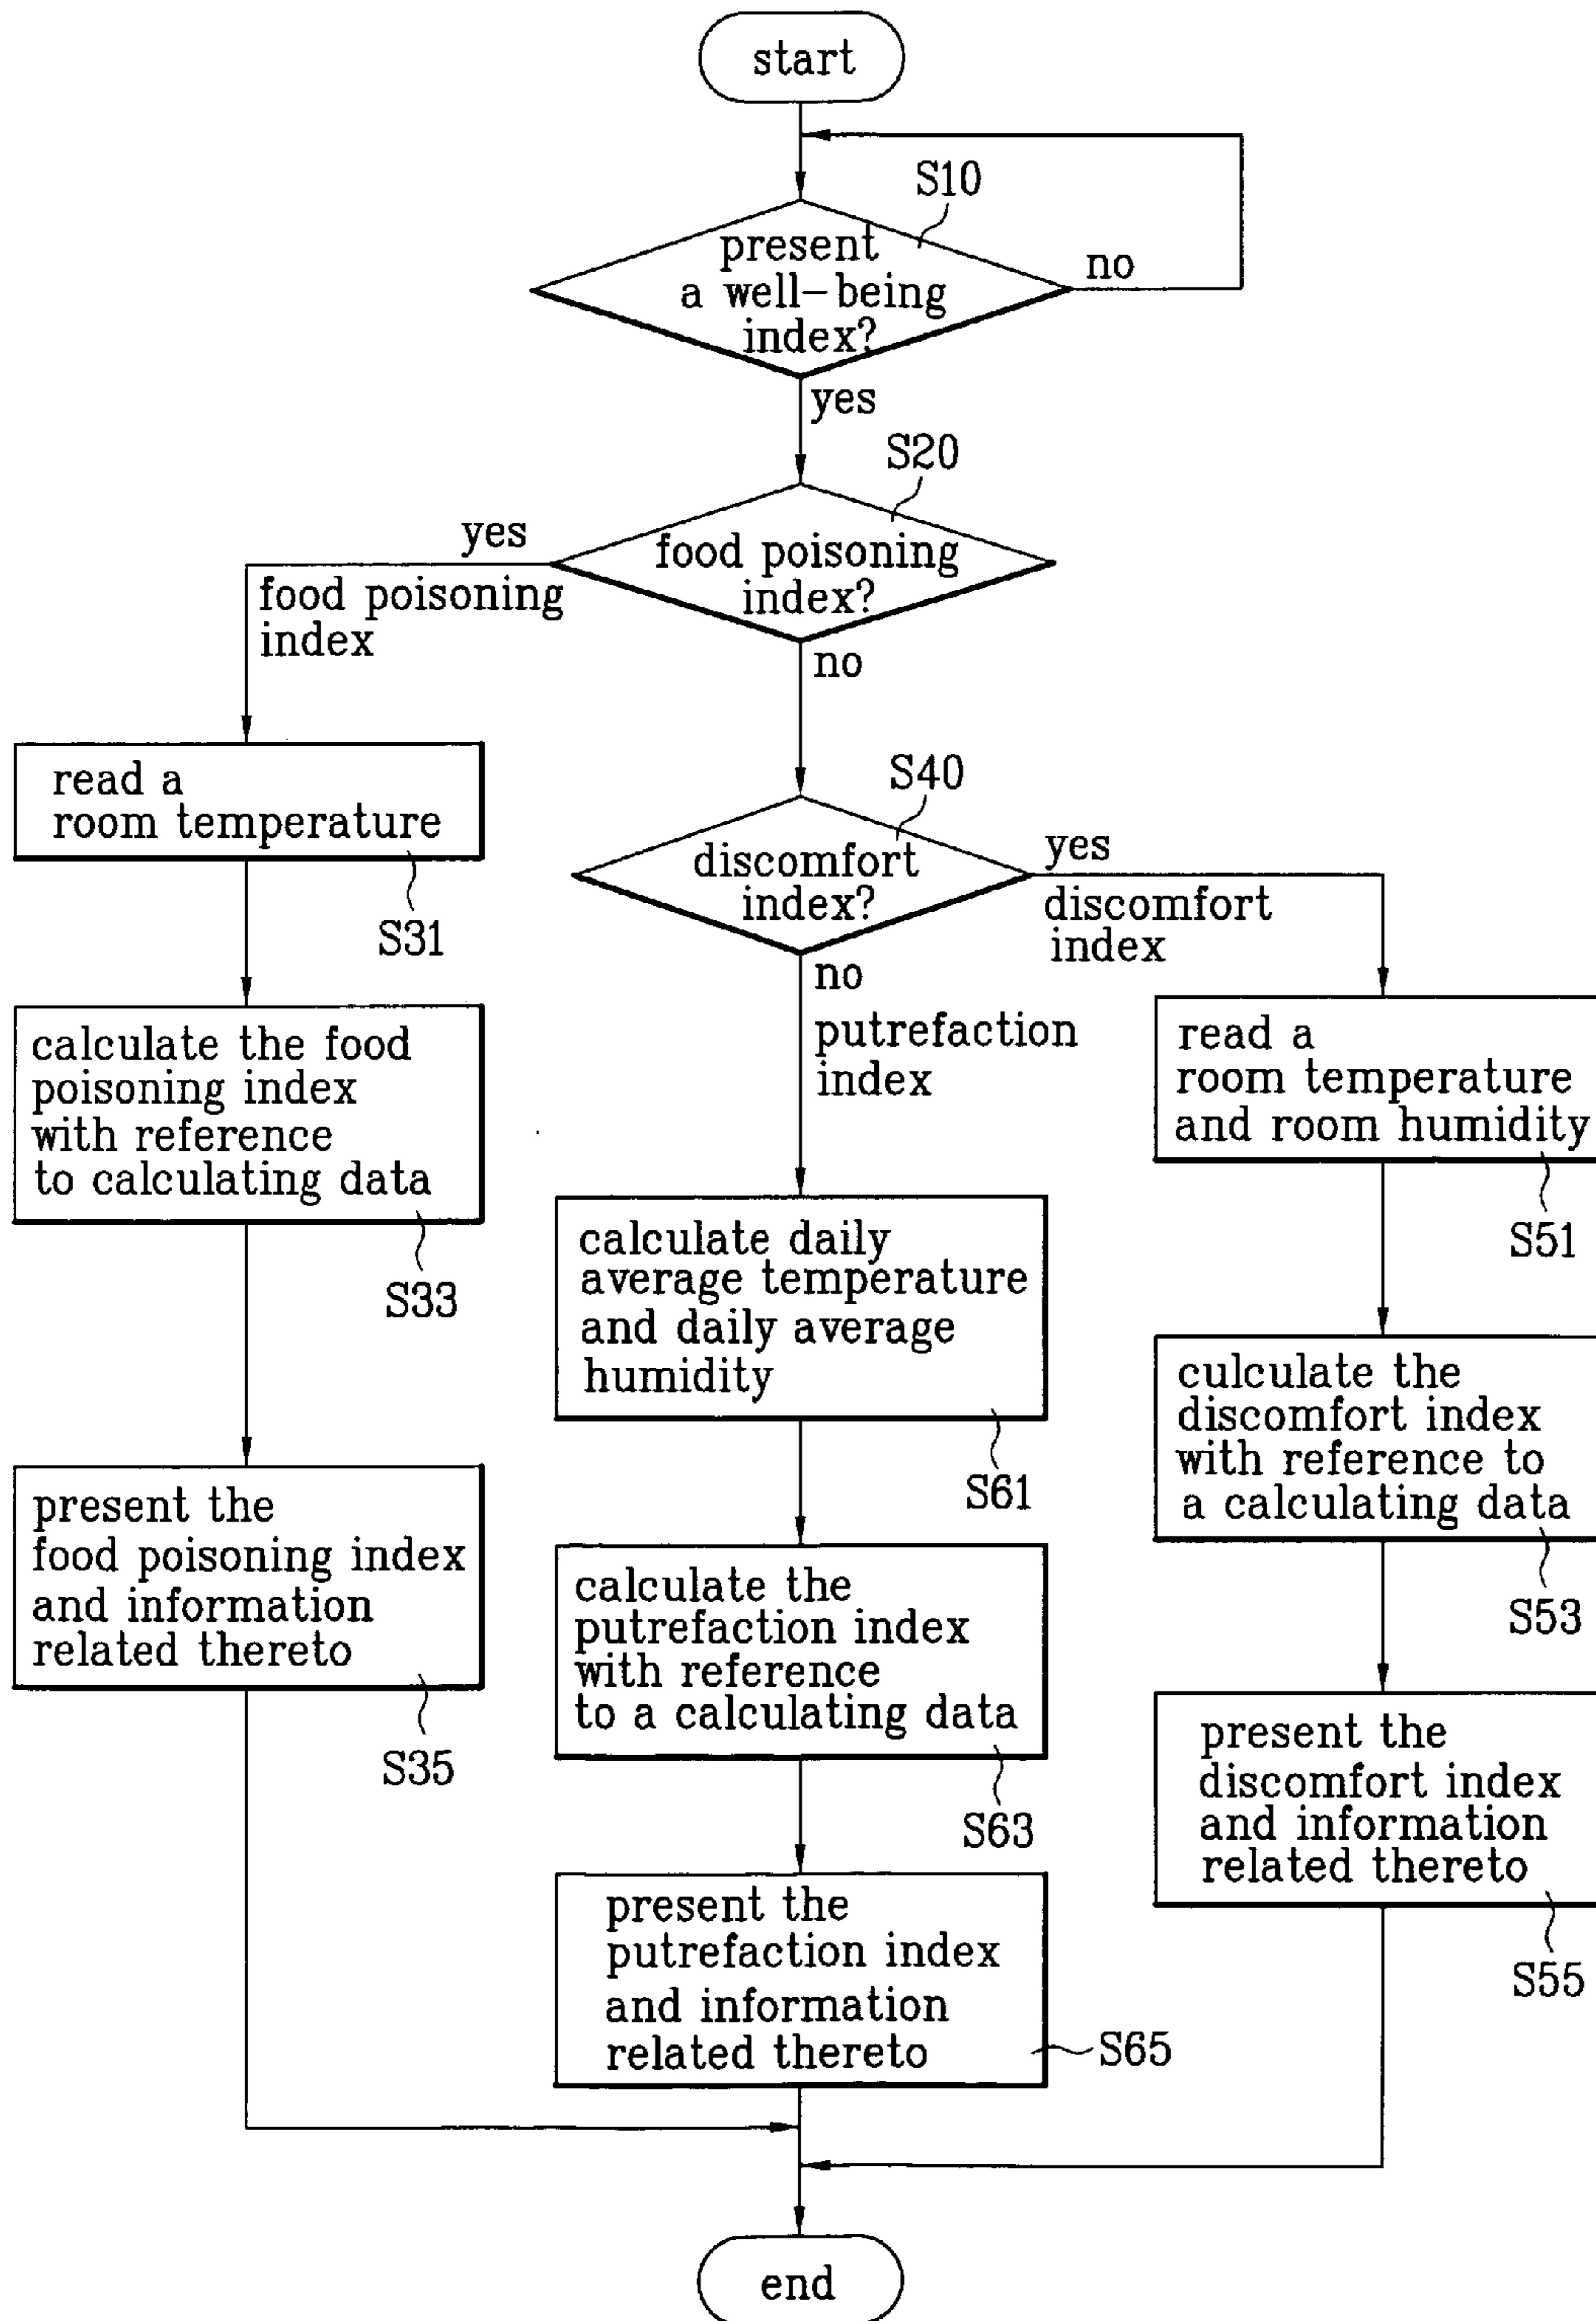 start
S10
present
a well-being
index?
no
yes
S20
food poisoning
index?
yes
food poisoning
index
no
read a
room temperature
S31
S40
discomfort
index?
yes
discomfort
index
no
putrefaction
index
calculate the food
poisoning index
with reference
to calculating data
S33
read a
room temperature
and room humidity
S51
calculate daily
average temperature
and daily average
humidity
S61
culculate the
discomfort index
with reference to
a calculating data
S53
present the
food poisoning index
and information
related thereto
S35
calculate the
putrefaction index
with reference
to a calculating data
S63
present the
discomfort index
and information
related thereto
S55
present the
putrefaction index
and information
related thereto
S65
end